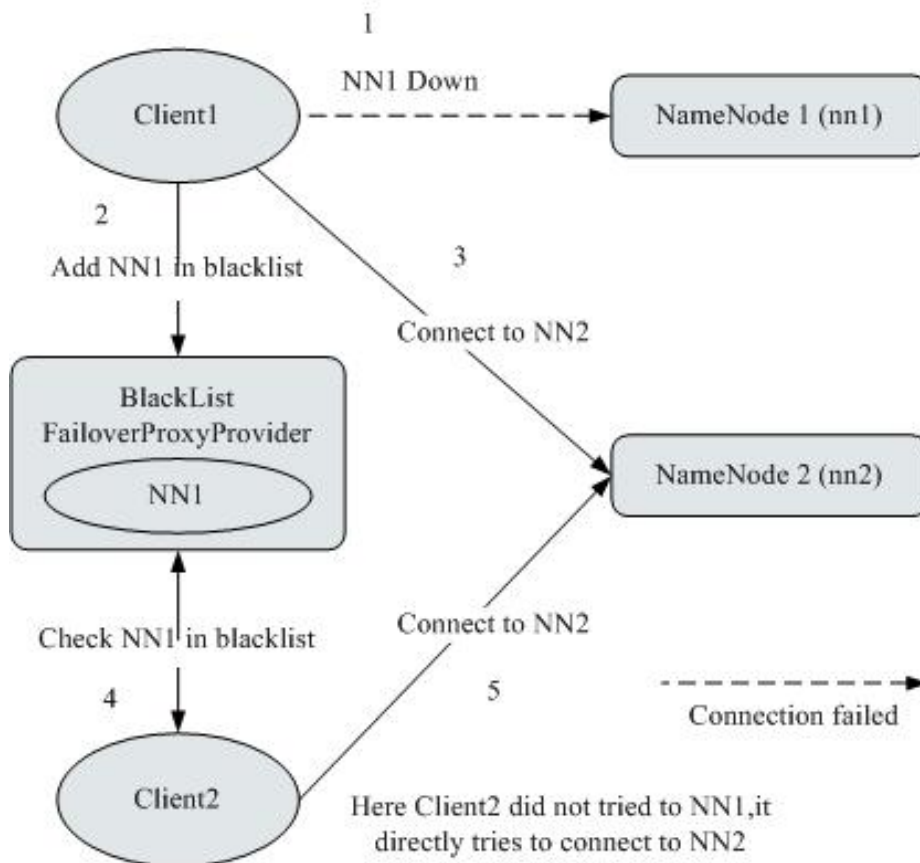 1
NN1 Down
Client1
NameNode 1 (nn1)
2
Add NN1 in blacklist
3
Connect to NN2
BlackList
FailoverProxyProvider
NN1
NameNode 2 (nn2)
Check NN1 in blacklist
Connect to NN2
4
5
Connection failed
Client2
Here Client2 did not tried to NN1,it
directly tries to connect to NN2